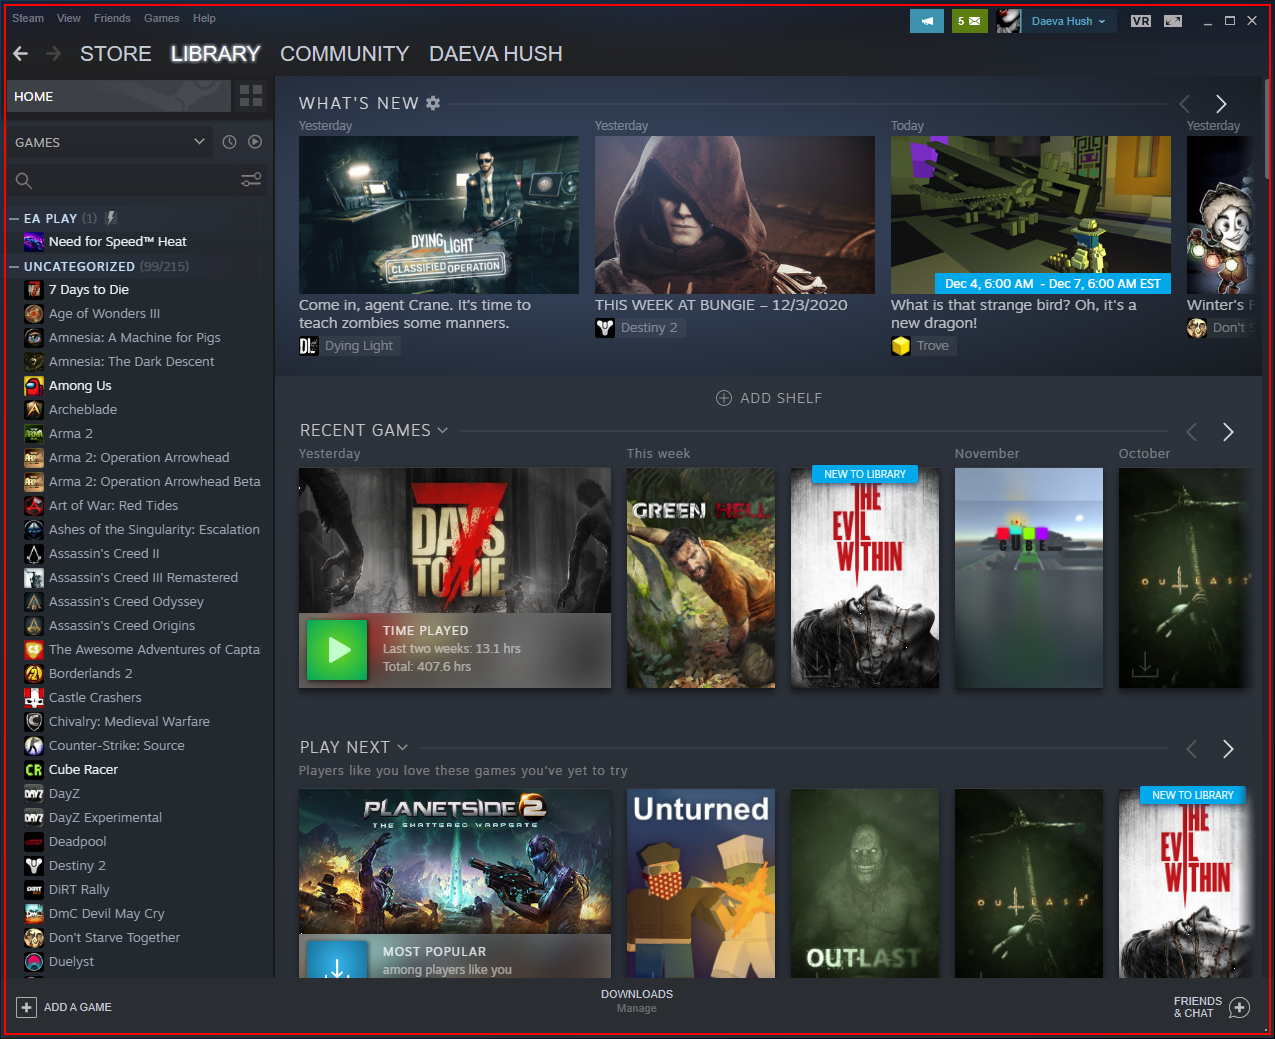 Steam View Friends Games Help
5
Daeva Hush
VR
STORE LIBRARY COMMUNITY DAEVA HUSH
HOME
GAMES
EA PLAY (1)
Need for Speed™ Heat
UNCATEGORIZED (99/215)
7 Days to Die
Age of Wonders III
Amnesia: A Machine for Pigs
Amnesia: The Dark Descent
Among Us
Archeblade
Arma 2
Arma 2: Operation Arrowhead
Arma 2: Operation Arrowhead Beta
Art of War: Red Tides
Ashes of the Singularity: Escalation
Assassin's Creed II
Assassin's Creed III Remastered
Assassin's Creed Odyssey
Assassin's Creed Origins
The Awesome Adventures of Capta
Borderlands 2
Castle Crashers
Chivalry: Medieval Warfare
Counter-Strike: Source
Cube Racer
DayZ
DayZ Experimental
Deadpool
Destiny 2
DiRT Rally
DmC Devil May Cry
Don't Starve Together
Duelyst
WHAT'S NEW
Yesterday
DYING LIGHT
CLASSIFIED OPERATION
Come in, agent Crane. It's time to
teach zombies some manners.
Dying Light
Yesterday
THIS WEEK AT BUNGIE – 12/3/2020
Destiny 2
Today
Dec 4, 6:00 AM - Dec 7, 6:00 AM EST
What is that strange bird? Oh, it's a
new dragon!
Trove
Yesterday
Winter's F
Don't S
ADD SHELF
RECENT GAMES
Yesterday
7 DAYS TO DIE
TIME PLAYED
Last two weeks: 13.1 hrs
Total: 407.6 hrs
This week
GREEN HELL
NEW TO LIBRARY
THE EVIL WITHIN
November
CUBE
October
OUTLAST
PLAY NEXT
Players like you love these games you've yet to try
PLANETSIDE 2
THE SHATTERED WARPGATE
MOST POPULAR
among players like you
Unturned
OUTLAST
OUTLAST
NEW TO LIBRARY
THE EVIL WITHIN
ADD A GAME
DOWNLOADS
Manage
FRIENDS
& CHAT